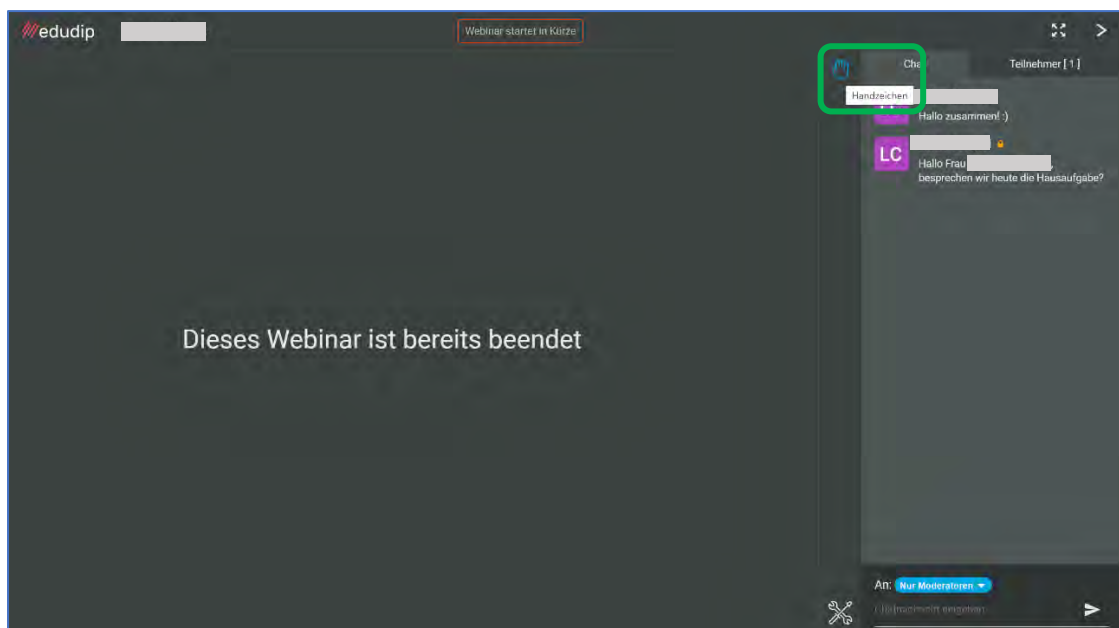 edudip
Webinar startet in Kürze
Chat
Teilnehmer [ 1 ]
Handzeichen
Hallo zusammen! :)
LC
Hallo Frau ,
besprechen wir heute die Hausaufgabe?
Dieses Webinar ist bereits beendet
An: Nur Moderatoren